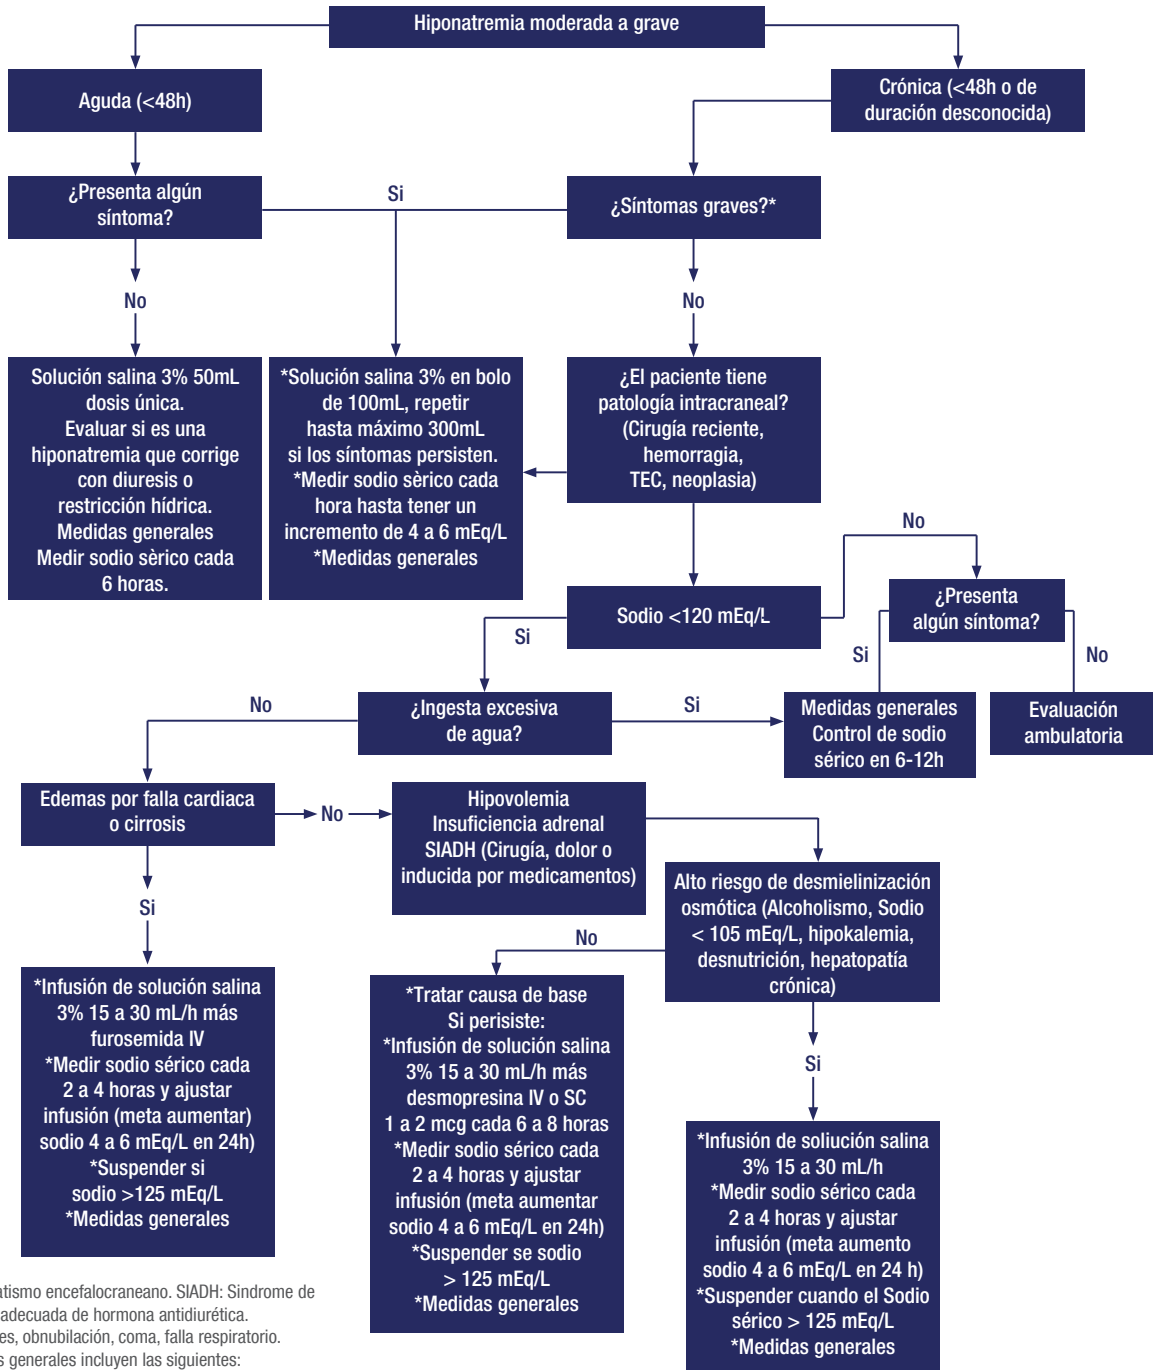 Hiponatremia moderada a grave
Aguda (<48h)
Crónica (<48h o de
duración desconocida)
¿Presenta algún
síntoma?
Si
¿Síntomas graves?*
No
No
Solución salina 3% 50mL
dosis única.
Evaluar si es una
hiponatremia que corrige
con diuresis o
restricción hídrica.
Medidas generales
Medir sodio sèrico cada
6 horas.
*Solución salina 3% en bolo
de 100mL, repetir
hasta máximo 300mL
si los síntomas persisten.
*Medir sodio sèrico cada
hora hasta tener un
incremento de 4 a 6 mEq/L
*Medidas generales
¿El paciente tiene
patología intracraneal?
(Cirugía reciente,
hemorragia,
TEC, neoplasia)
No
Sodio <120 mEq/L
¿Presenta
algún síntoma?
Si
Si
No
No
¿Ingesta excesiva
de agua?
Si
Medidas generales
Control de sodio
sérico en 6-12h
Evaluación
ambulatoria
Edemas por falla cardiaca
o cirrosis
No
Hipovolemia
Insuficiencia adrenal
SIADH (Cirugía, dolor o
inducida por medicamentos)
Alto riesgo de desmielinización
osmótica (Alcoholismo, Sodio
< 105 mEq/L, hipokalemia,
desnutrición, hepatopatía
crónica)
Si
No
Si
*Infusión de solución salina
3% 15 a 30 mL/h más
furosemida IV
*Medir sodio sérico cada
2 a 4 horas y ajustar
infusión (meta aumentar)
sodio 4 a 6 mEq/L en 24h)
*Suspender si
sodio >125 mEq/L
*Medidas generales
*Tratar causa de base
Si perisiste:
*Infusión de solución salina
3% 15 a 30 mL/h más
desmopresina IV o SC
1 a 2 mcg cada 6 a 8 horas
*Medir sodio sérico cada
2 a 4 horas y ajustar
infusión (meta aumentar
sodio 4 a 6 mEq/L en 24h)
*Suspender se sodio
> 125 mEq/L
*Medidas generales
*Infusión de soliución salina
3% 15 a 30 mL/h
*Medir sodio sérico cada
2 a 4 horas y ajustar
infusión (meta aumento
sodio 4 a 6 mEq/L en 24 h)
*Suspender cuando el Sodio
sérico > 125 mEq/L
*Medidas generales
atismo encefalocraneano. SIADH: Sindrome de
adecuada de hormona antidiurética.
es, obnubilación, coma, falla respiratorio.
s generales incluyen las siguientes: